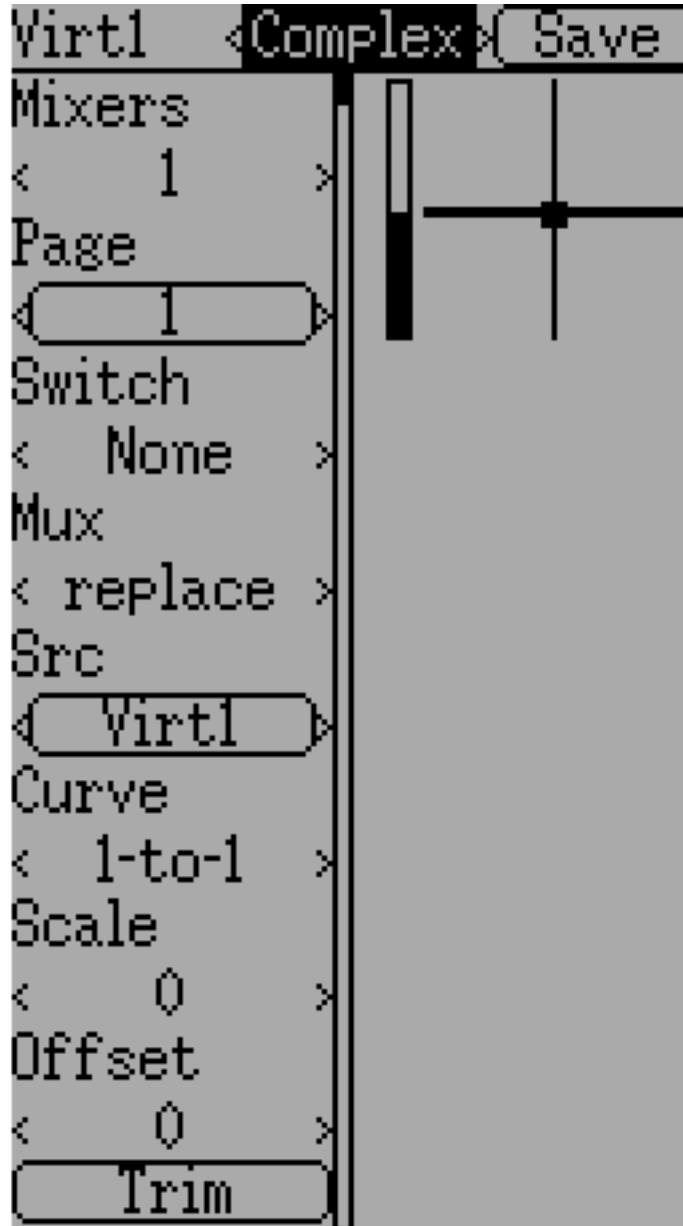 Virt1 <Complex> Save
Mixers
< 1 >
Page
< 1 >
Switch
< None >
Mux
< replace >
Src
< Virt1 >
Curve
< 1-to-1 >
Scale
< 0 >
Offset
< 0 >
Trim